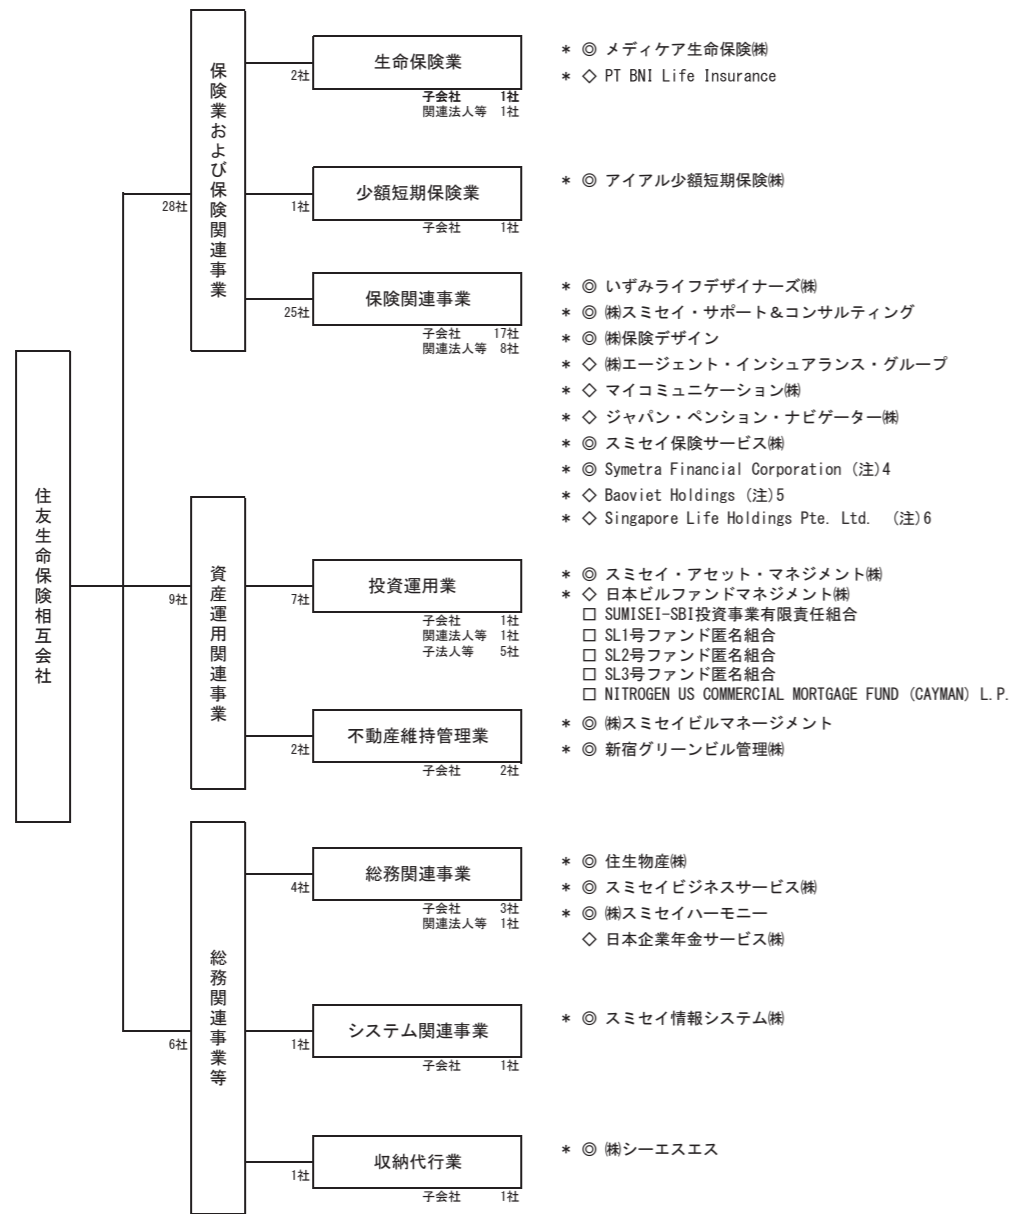 住友生命保険相互会社
保険業および保険関連事業
28社
生命保険業
2社
子会社 1社
関連法人等 1社
* ◎ メディケア生命保険㈱
* ◇ PT BNI Life Insurance
少額短期保険業
1社
子会社 1社
* ◎ アイアル少額短期保険㈱
保険関連事業
25社
子会社 17社
関連法人等 8社
* ◎ いずみライフデザイナーズ㈱
* ◎ ㈱スミセイ・サポート＆コンサルティング
* ◎ ㈱保険デザイン
* ◇ ㈱エージェント・インシュアランス・グループ
* ◇ マイコミュニケーション㈱
* ◇ ジャパン・ペンション・ナビゲーター㈱
* ◎ スミセイ保険サービス㈱
* ◎ Symetra Financial Corporation (注)4
* ◇ Baoviet Holdings (注)5
* ◇ Singapore Life Holdings Pte. Ltd. (注)6
資産運用関連事業
9社
投資運用業
7社
子会社 1社
関連法人等 1社
子法人等 5社
* ◎ スミセイ・アセット・マネジメント㈱
* ◇ 日本ビルファンドマネジメント㈱
□ SUMISEI-SBI投資事業有限責任組合
□ SL1号ファンド匿名組合
□ SL2号ファンド匿名組合
□ SL3号ファンド匿名組合
□ NITROGEN US COMMERCIAL MORTGAGE FUND (CAYMAN) L.P.
不動産維持管理業
2社
子会社 2社
* ◎ ㈱スミセイビルマネージメント
* ◎ 新宿グリーンビル管理㈱
総務関連事業等
6社
総務関連事業
4社
子会社 3社
関連法人等 1社
* ◎ 住生物産㈱
* ◎ スミセイビジネスサービス㈱
* ◎ ㈱スミセイハーモニー
◇ 日本企業年金サービス㈱
システム関連事業
1社
子会社 1社
* ◎ スミセイ情報システム㈱
収納代行業
1社
子会社 1社
* ◎ ㈱シーエスエス